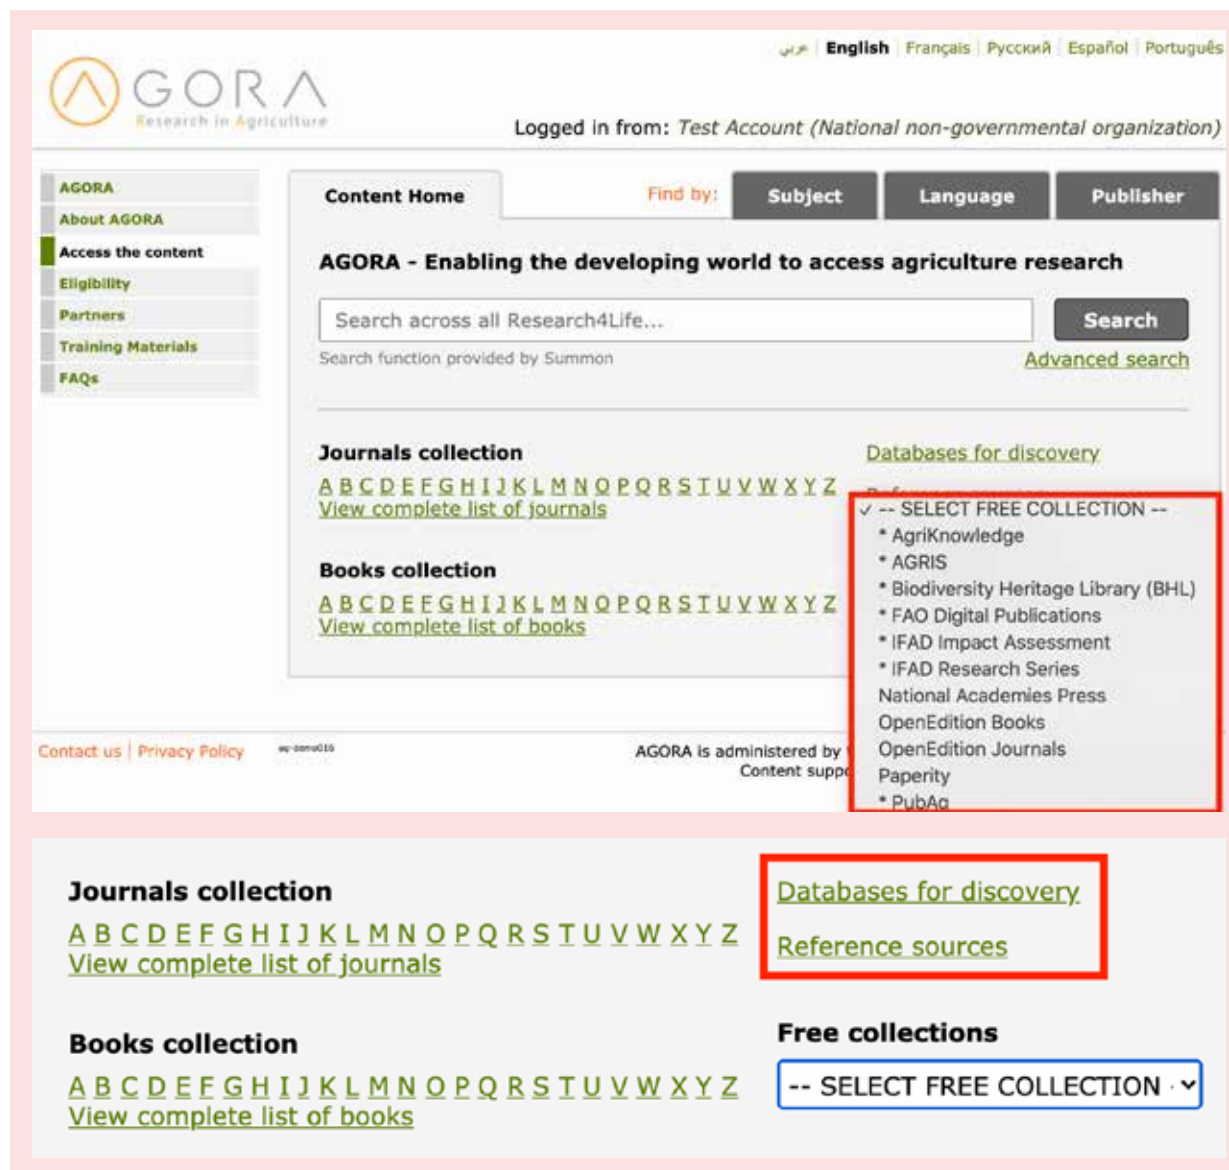 عربي | English | Français | Русский | Español | Português
AGORA
Research in Agriculture
Logged in from: Test Account (National non-governmental organization)
AGORA
About AGORA
Access the content
Eligibility
Partners
Training Materials
FAQs
Content Home
Find by:
Subject
Language
Publisher
AGORA - Enabling the developing world to access agriculture research
Search across all Research4Life...
Search
Search function provided by Summon
Advanced search
Journals collection
A B C D E F G H I J K L M N O P Q R S T U V W X Y Z
View complete list of journals
Books collection
A B C D E F G H I J K L M N O P Q R S T U V W X Y Z
View complete list of books
Databases for discovery
✓ -- SELECT FREE COLLECTION --
* AgriKnowledge
* AGRIS
* Biodiversity Heritage Library (BHL)
* FAO Digital Publications
* IFAD Impact Assessment
* IFAD Research Series
National Academies Press
OpenEdition Books
OpenEdition Journals
Paperity
* PubAg
Contact us | Privacy Policy
AGORA is administered by
Content
Journals collection
A B C D E F G H I J K L M N O P Q R S T U V W X Y Z
View complete list of journals
Books collection
A B C D E F G H I J K L M N O P Q R S T U V W X Y Z
View complete list of books
Databases for discovery
Reference sources
Free collections
-- SELECT FREE COLLECTION -